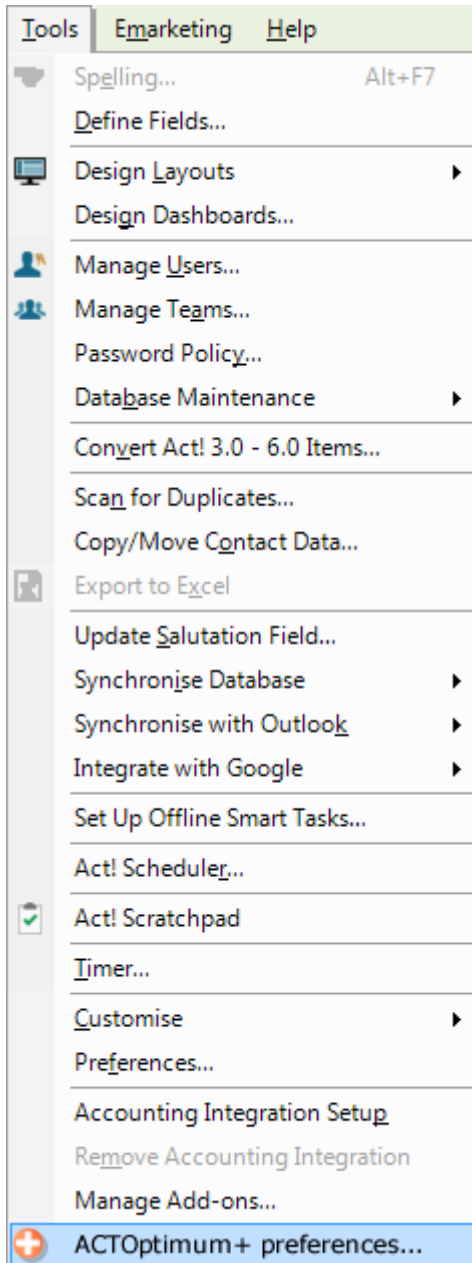 Tools Emarketing Help
Spelling... Alt+F7
Define Fields...
Design Layouts
Design Dashboards...
Manage Users...
Manage Teams...
Password Policy...
Database Maintenance
Convert Act! 3.0 - 6.0 Items...
Scan for Duplicates...
Copy/Move Contact Data...
Export to Excel
Update Salutation Field...
Synchronise Database
Synchronise with Outlook
Integrate with Google
Set Up Offline Smart Tasks...
Act! Scheduler...
Act! Scratchpad
Timer...
Customise
Preferences...
Accounting Integration Setup
Remove Accounting Integration
Manage Add-ons...
ACTOptimum+ preferences...